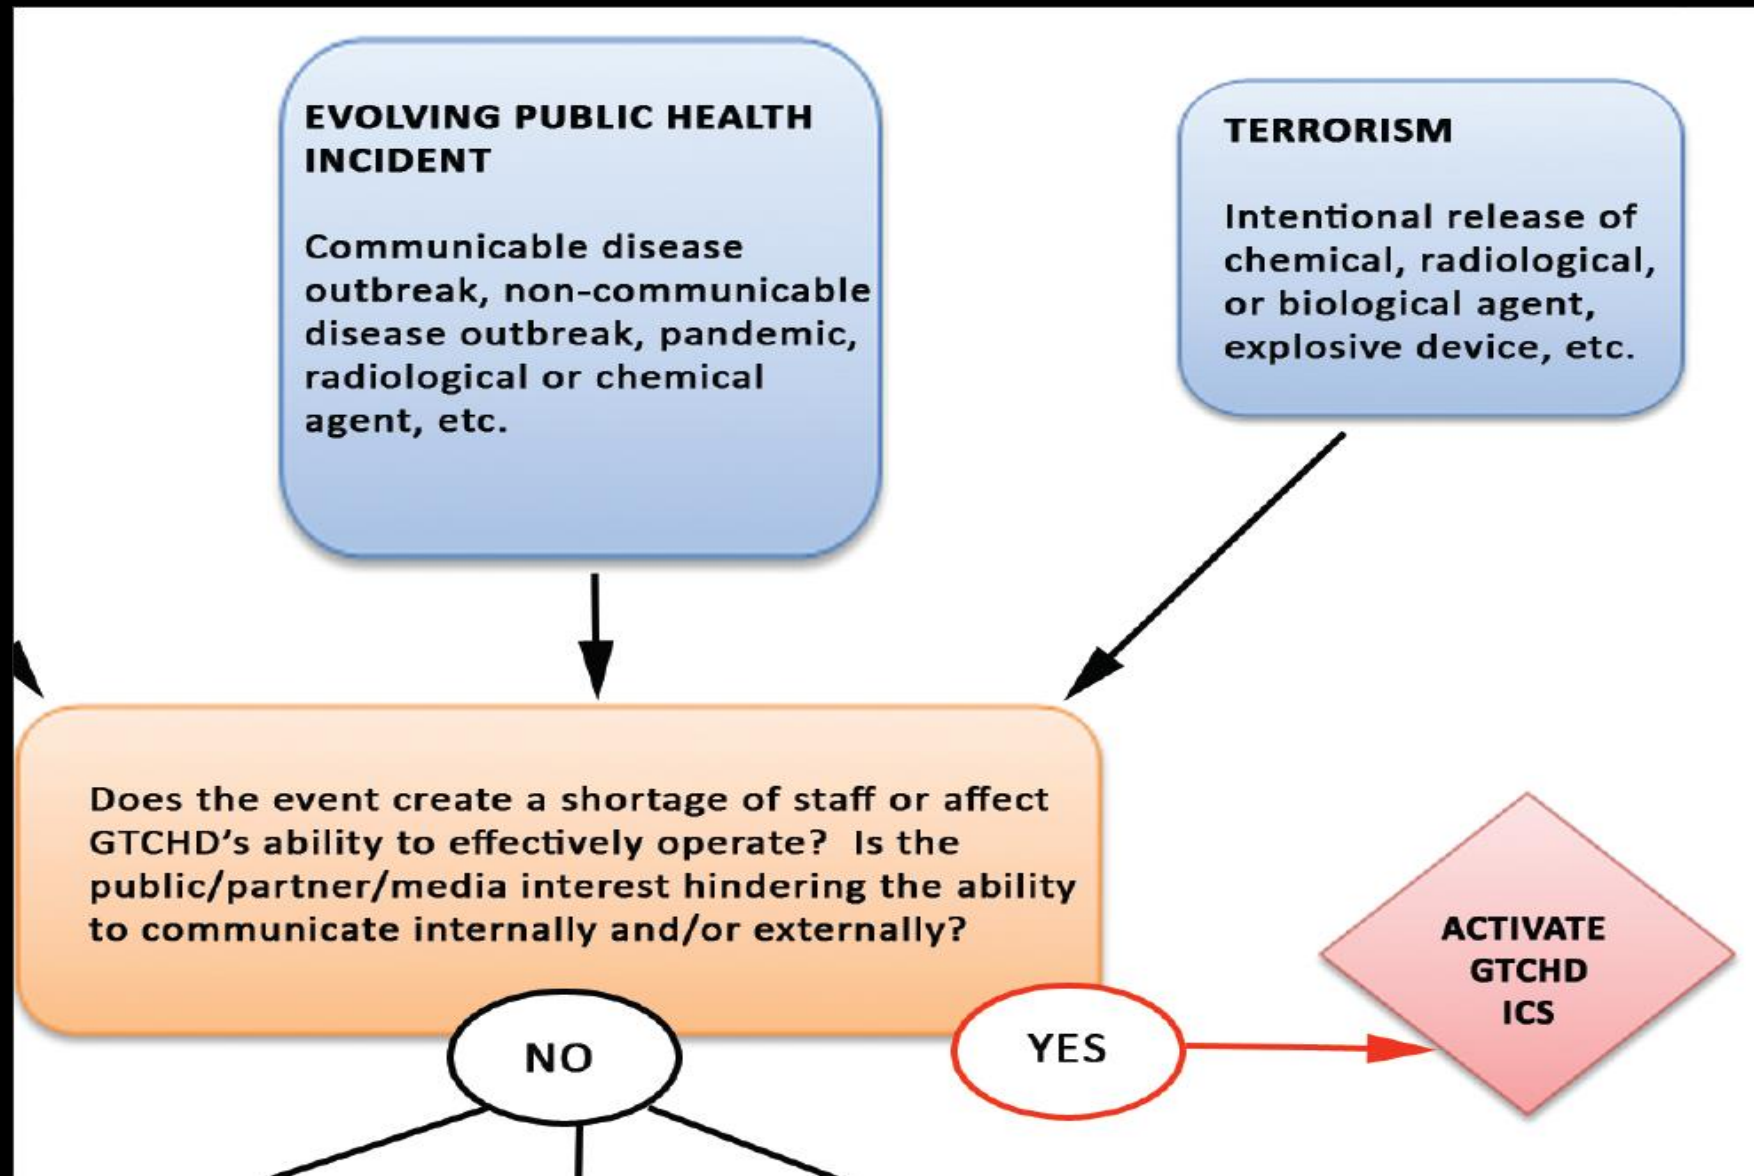 EVOLVING PUBLIC HEALTH
INCIDENT
Communicable disease
outbreak, non-communicable
disease outbreak, pandemic,
radiological or chemical
agent, etc.
TERRORISM
Intentional release of
chemical, radiological,
or biological agent,
explosive device, etc.
Does the event create a shortage of staff or affect
GTCHD's ability to effectively operate?  Is the
public/partner/media interest hindering the ability
to communicate internally and/or externally?
NO
YES
ACTIVATE
GTCHD
ICS